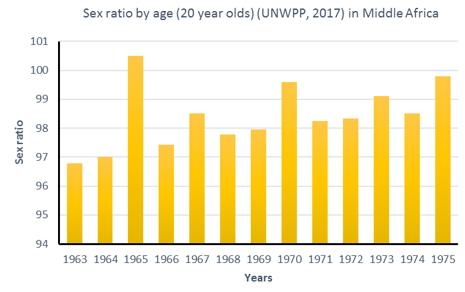 Sex ratio by age (20 year olds) (UNWPP, 2017) in Middle Africa
101
100
99
98
97
96
95
94
Sex ratio
1963 1964 1965 1966 1967 1968 1969 1970 1971 1972 1973 1974 1975
Years